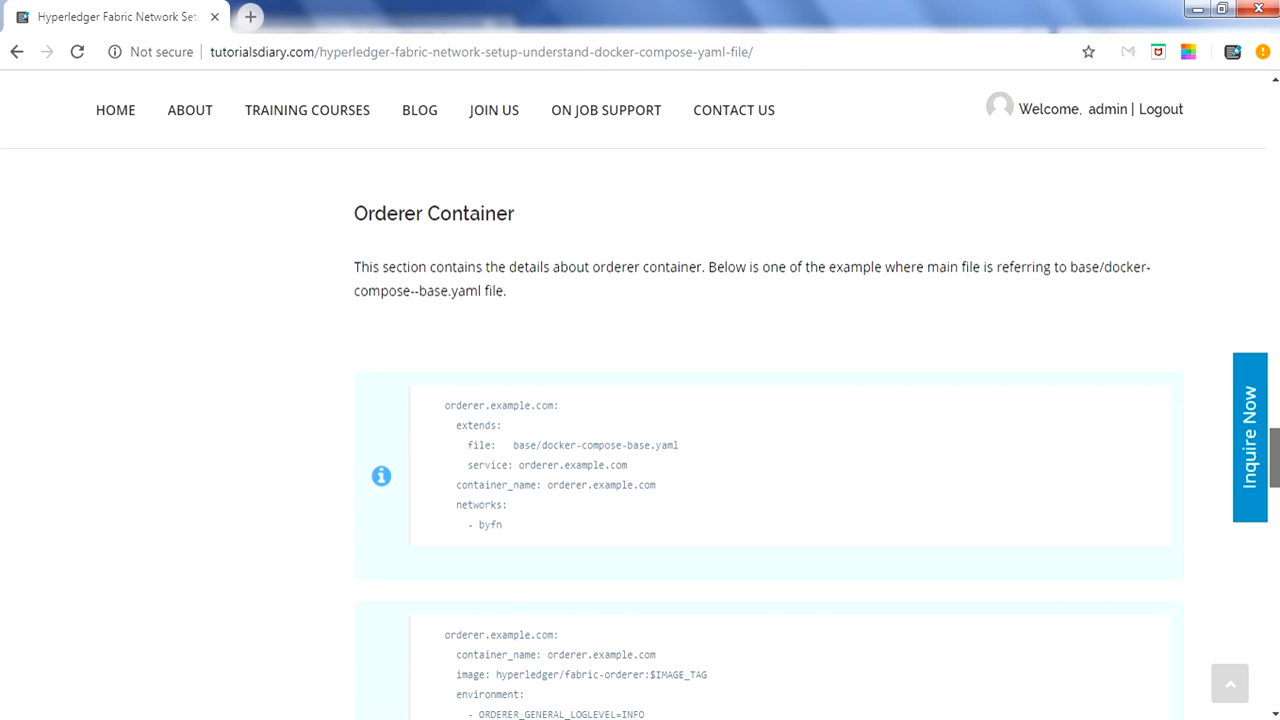 Hyperledger Fabric Network Set
Not secure
tutorialsdiary.com/hyperledger-fabric-network-setup-understand-docker-compose-yaml-file/
HOME ABOUT TRAINING COURSES BLOG JOIN US ON JOB SUPPORT CONTACT US
Welcome, admin | Logout
Orderer Container
This section contains the details about orderer container. Below is one of the example where main file is referring to base/docker-
compose--base.yaml file.
Inquire Now
orderer.example.com:
extends:
file: base/docker-compose-base.yaml
service: orderer.example.com
container_name: orderer.example.com
networks:
- byfn
orderer.example.com:
container_name: orderer.example.com
image: hyperledger/fabric-orderer:$IMAGE_TAG
environment:
- ORDERER_GENERAL_LOGLEVEL=INFO